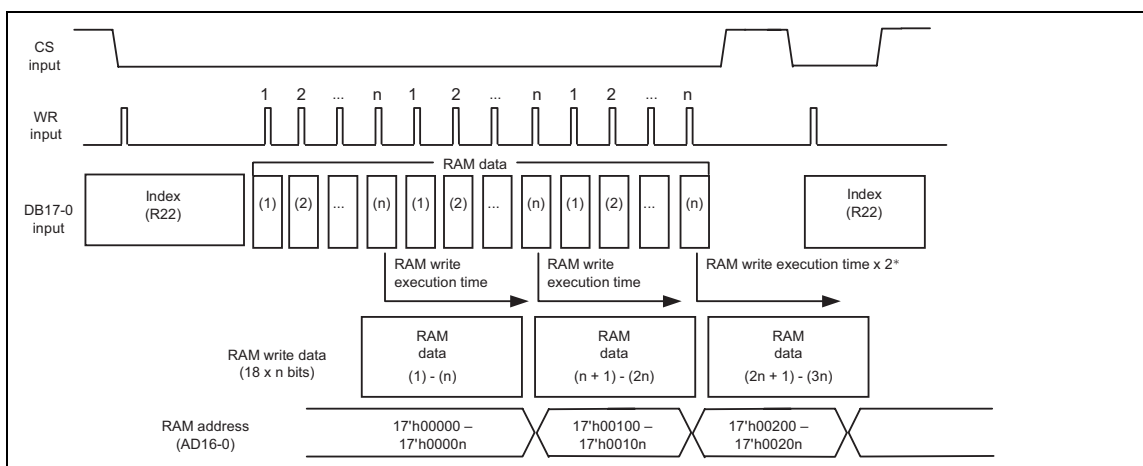 CS
input
1 2 ... n 1 2 ... n 1 2 ... n
WR
input
RAM data
DB17-0
input
Index
(R22)
(1) (2) ... (n) (1) (2) ... (n) (1) (2) ... (n)
Index
(R22)
RAM write
execution time
RAM write
execution time
RAM write execution time x 2*
RAM write data
(18 x n bits)
RAM
data
(1) - (n)
RAM
data
(n + 1) - (2n)
RAM
data
(2n + 1) - (3n)
RAM address
(AD16-0)
17'h00000 –
17'h0000n
17'h00100 –
17'h0010n
17'h00200 –
17'h0020n